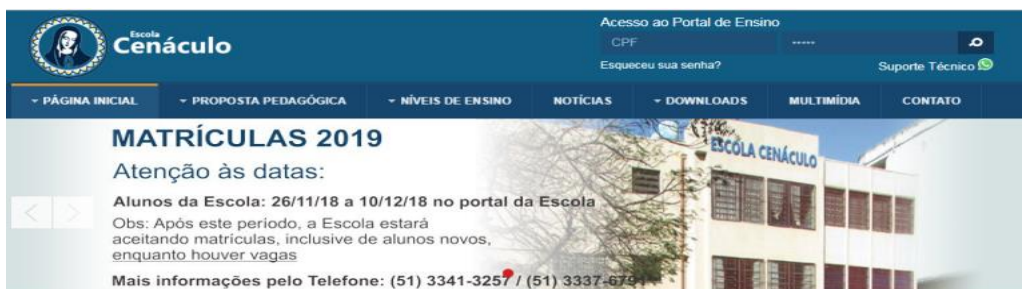 Acesso ao Portal de Ensino
Escola
Cenáculo
CPF
Esqueceu sua senha?
Suporte Técnico
PÁGINA INICIAL PROPOSTA PEDAGÓGICA NÍVEIS DE ENSINO NOTÍCIAS DOWNLOADS MULTIMÍDIA CONTATO
MATRÍCULAS 2019
ESCOLA CENÁCULO
Atenção às datas:
Alunos da Escola: 26/11/18 a 10/12/18 no portal da Escola
Obs: Após este período, a Escola estará
aceitando matrículas, inclusive de alunos novos,
enquanto houver vagas
Mais informações pelo Telefone: (51) 3341-3257 / (51)